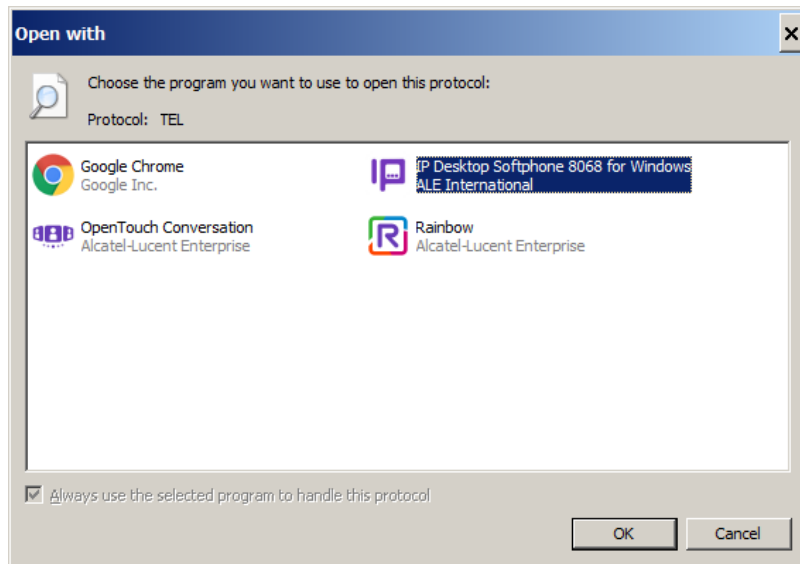 Open with
Choose the program you want to use to open this protocol:
Protocol: TEL
Google Chrome
Google Inc.
IP Desktop Softphone 8068 for Windows
ALE International
OpenTouch Conversation
Alcatel-Lucent Enterprise
Rainbow
Alcatel-Lucent Enterprise
Always use the selected program to handle this protocol
OK
Cancel